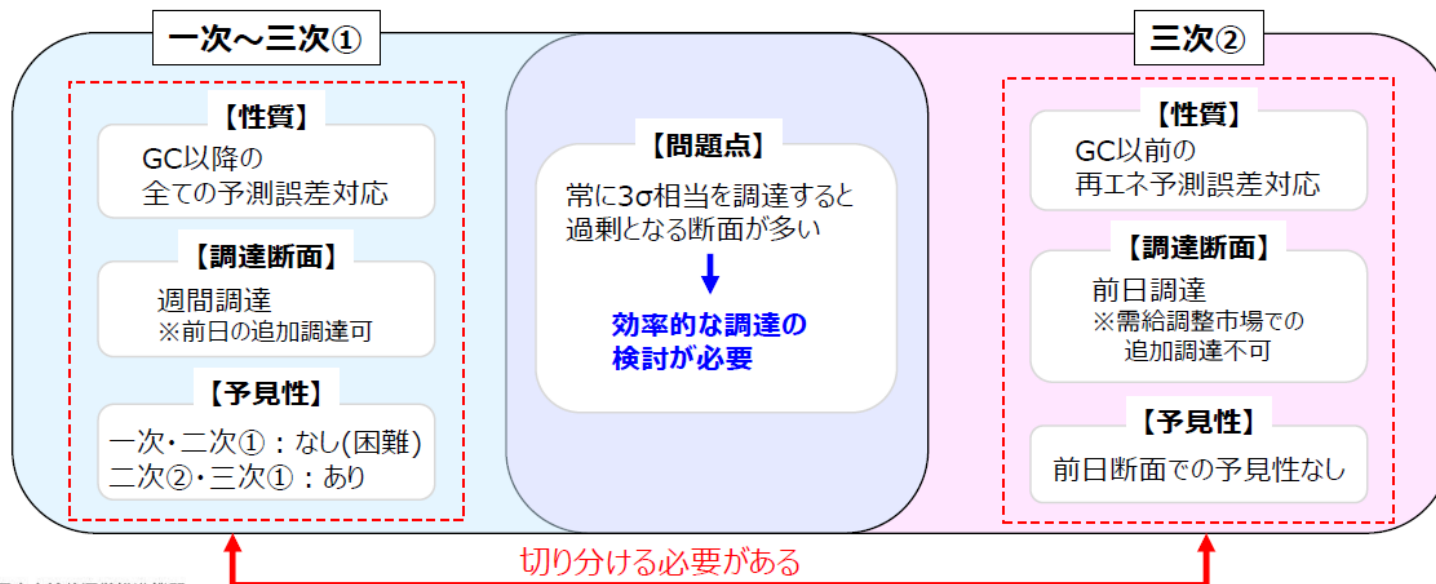 一次～三次①
【性質】
GC以降の
全ての予測誤差対応
【調達断面】
週間調達
※前日の追加調達可
【予見性】
一次・二次①：なし(困難)
二次②・三次①：あり
【問題点】
常に3σ相当を調達すると
過剰となる断面が多い
効率的な調達の
検討が必要
三次②
【性質】
GC以前の
再エネ予測誤差対応
【調達断面】
前日調達
※需給調整市場での
追加調達不可
【予見性】
前日断面での予見性なし
切り分ける必要がある